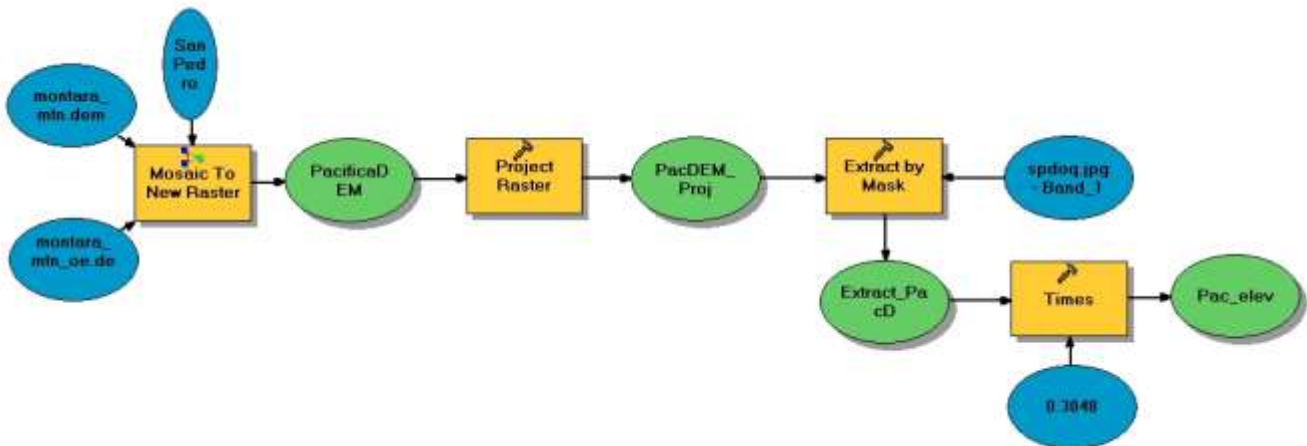 San
Ped
ro
montara_
mtn.dem
Mosaic To
New Raster
montara_
mtn_oe.de
PacificaD
EM
Project
Raster
PacDEM_
Proj
Extract by
Mask
spdoq.jpg
- Band_1
Extract_Pa
cD
Times
Pac_elev
0.3048